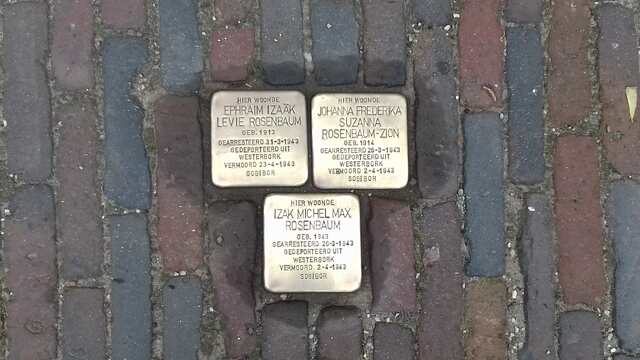 HIER WOONDE
EPHRAIM IZAÄK
LEVIE ROSENBAUM
GEB. 1913
GEARRESTEERD 31-3-1943
GEDEPORTEERD UIT
WESTERBORK
VERMOORD 23-4-1943
SOBIBOR
HIER WOONDE
JOHANNA FREDERIKA
SUZANNA
ROSENBAUM-ZION
GEB. 1914
GEARRESTEERD 26-3-1943
GEDEPORTEERD UIT
WESTERBORK
VERMOORD 2-4-1943
SOBIBOR
HIER WOONDE
IZAK MICHEL MAX
ROSENBAUM
GEB. 1943
GEARRESTEERD 26-3-1943
GEDEPORTEERD UIT
WESTERBORK
VERMOORD 2-4-1943
SOBIBOR